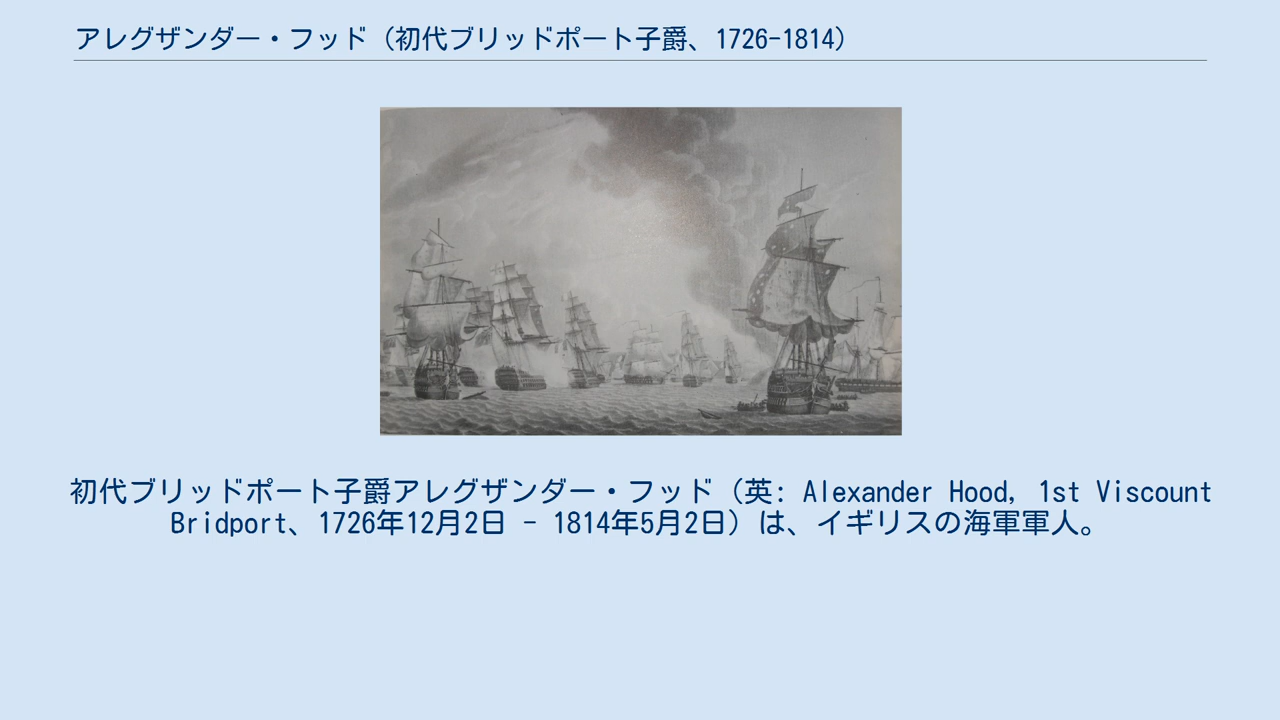 アレグザンダー・フッド（初代ブリッドポート子爵、1726-1814）
初代ブリッドポート子爵アレグザンダー・フッド（英: Alexander Hood, 1st Viscount
Bridport、1726年12月2日 - 1814年5月2日）は、イギリスの海軍軍人。